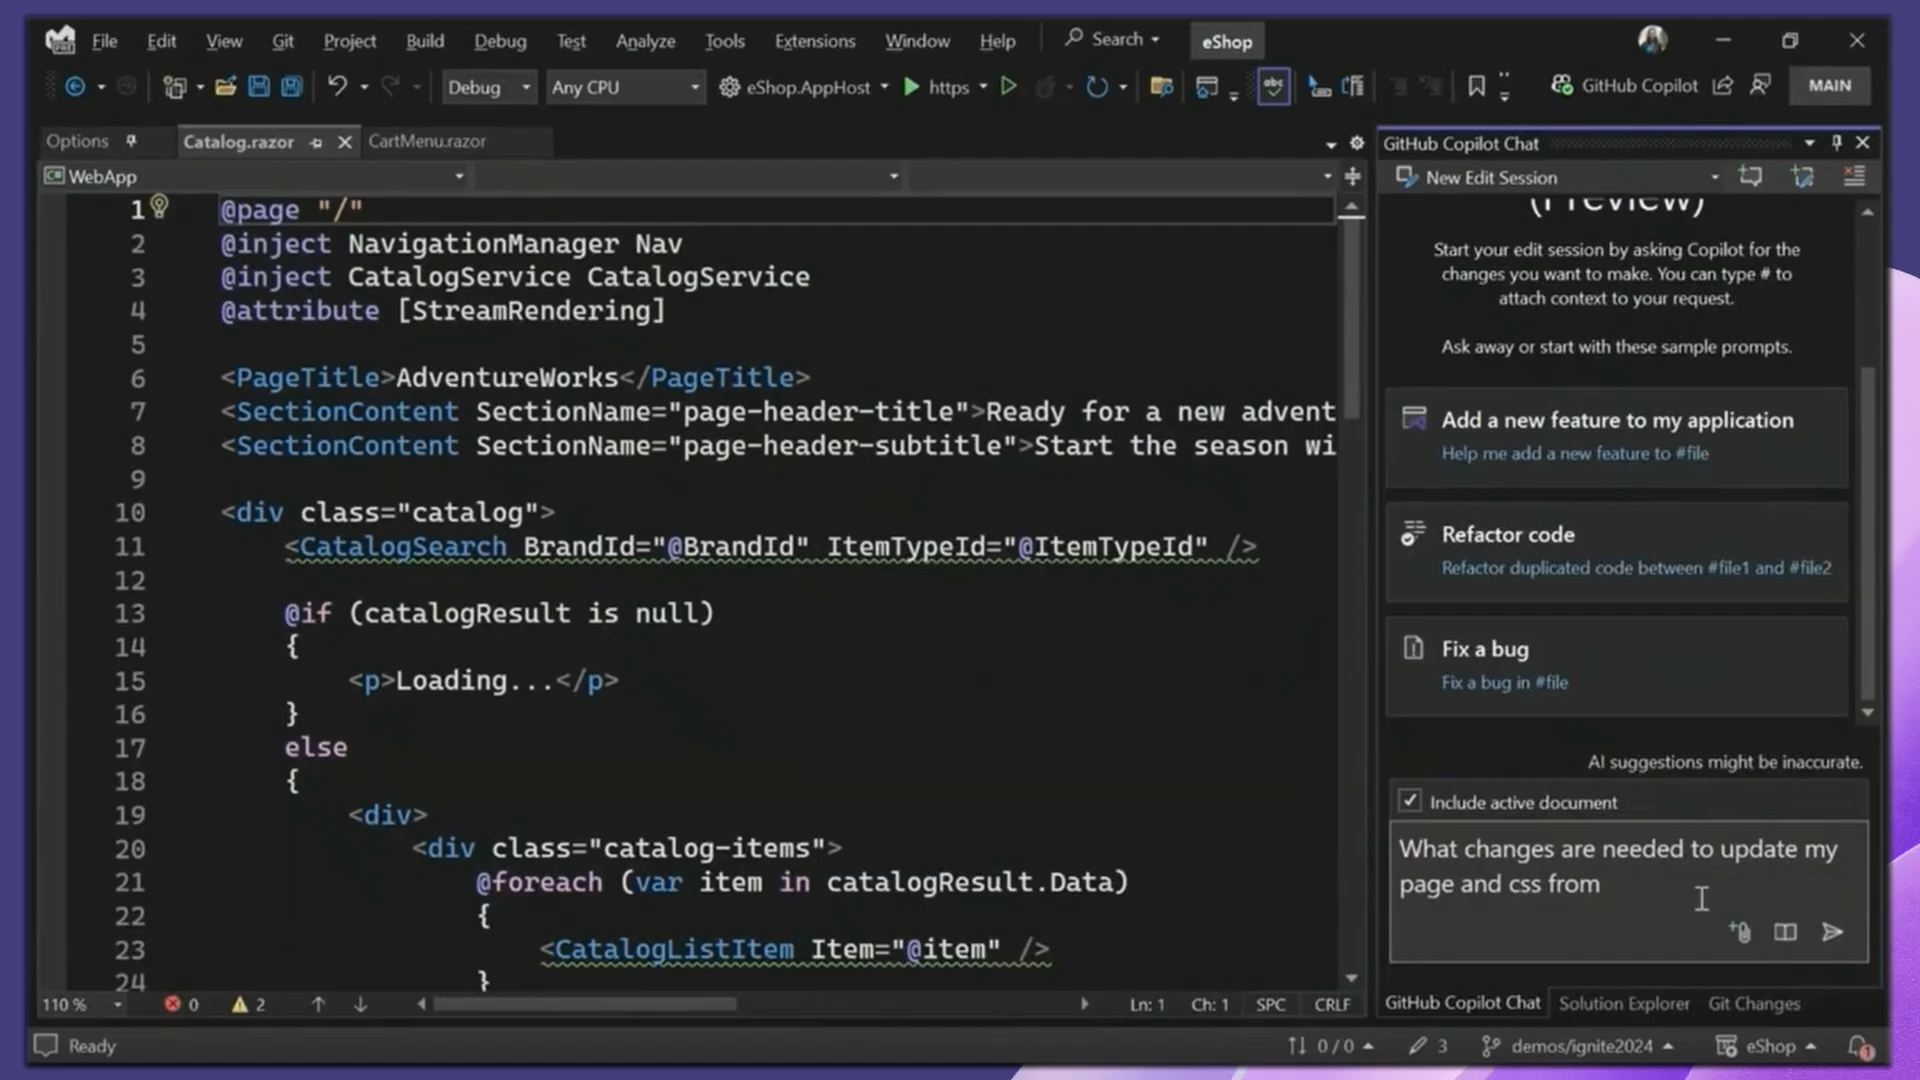 File Edit View Git Project Build Debug Test Analyze Tools Extensions Window Help Search eShop
Debug Any CPU eShop.AppHost https GitHub Copilot MAIN
Options Catalog.razor CartMenu.razor
WebApp
1 @page "/"
2 @inject NavigationManager Nav
3 @inject CatalogService CatalogService
4 @attribute [StreamRendering]
5
6 <PageTitle>AdventureWorks</PageTitle>
7 <SectionContent SectionName="page-header-title">Ready for a new advent
8 <SectionContent SectionName="page-header-subtitle">Start the season wi
9
10 <div class="catalog">
11 <CatalogSearch BrandId="@BrandId" ItemTypeId="@ItemTypeId" />
12
13 @if (catalogResult is null)
14 {
15 <p>Loading...</p>
16 }
17 else
18 {
19 <div>
20 <div class="catalog-items">
21 @foreach (var item in catalogResult.Data)
22 {
23 <CatalogListItem Item="@item" />
24 }
110 % 0 2 Ln: 1 Ch: 1 SPC CRLF
GitHub Copilot Chat
New Edit Session
(Preview)
Start your edit session by asking Copilot for the
changes you want to make. You can type # to
attach context to your request.
Ask away or start with these sample prompts.
Add a new feature to my application
Help me add a new feature to #file
Refactor code
Refactor duplicated code between #file1 and #file2
Fix a bug
Fix a bug in #file
AI suggestions might be inaccurate.
Include active document
What changes are needed to update my
page and css from
GitHub Copilot Chat Solution Explorer Git Changes
Ready 0 / 0 3 demos/ignite2024 eShop 1